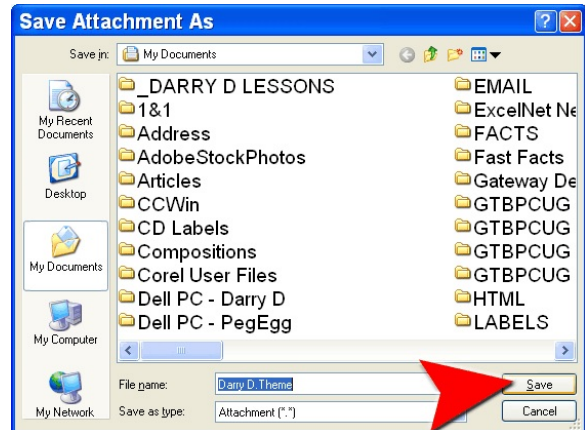 Save Attachment As
Save in:
My Documents
My Recent
Documents
Desktop
My Documents
My Computer
My Network
_DARRY D LESSONS
1&1
Address
AdobeStockPhotos
Articles
CCWin
CD Labels
Compositions
Corel User Files
Dell PC - Darry D
Dell PC - PegEgg
EMAIL
ExcelNet Ne
FACTS
Fast Facts
Gateway De
GTBPCUG
GTBPCUG
GTBPCUG
HTML
LABELS
File name:
Darry D.Theme
Save
Save as type:
Attachment (*.*)
Cancel